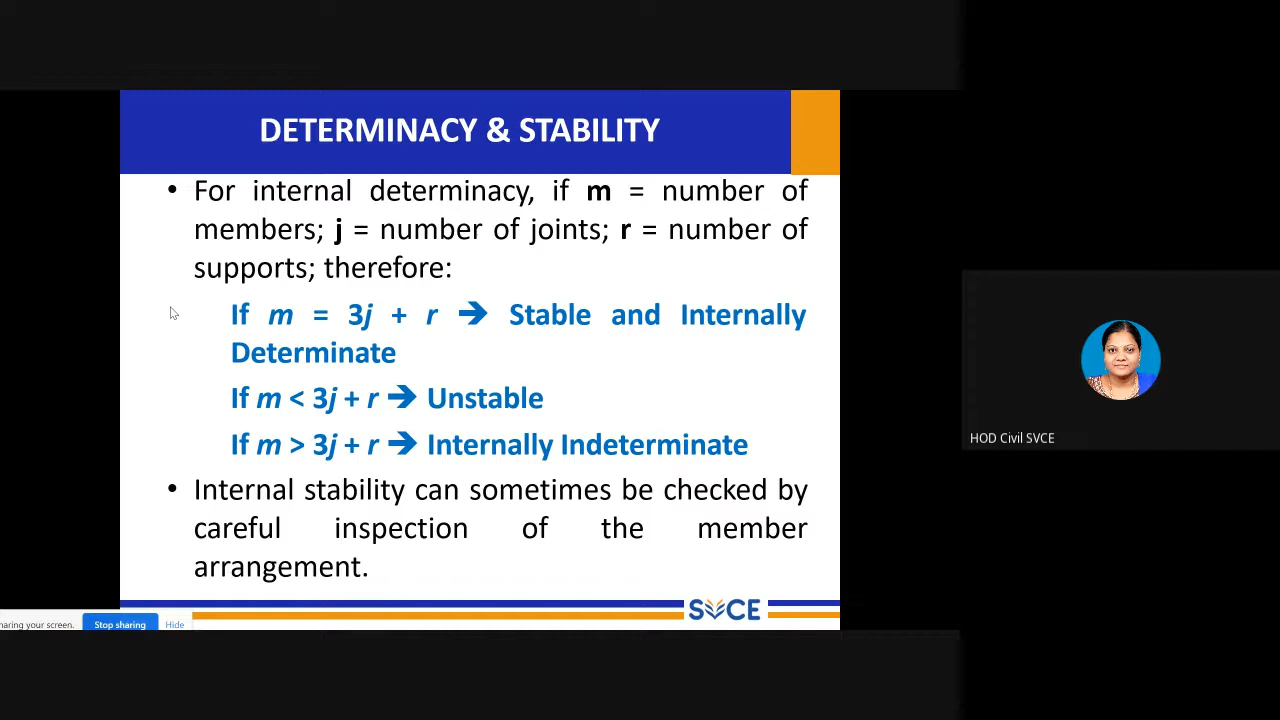 DETERMINACY & STABILITY
• For internal determinacy, if m = number of
members; j = number of joints; r = number of
supports; therefore:
If m = 3j + r ➔ Stable and Internally
Determinate
If m < 3j + r ➔ Unstable
If m > 3j + r ➔ Internally Indeterminate
• Internal stability can sometimes be checked by
careful inspection of the member
arrangement.
SVCE
haring your screen. Stop sharing Hide
HOD Civil SVCE